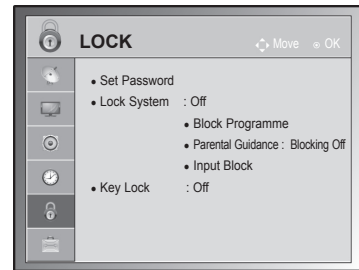 LOCK
Move OK
• Set Password
• Lock System : Off
• Block Programme
• Parental Guidance : Blocking Off
• Input Block
• Key Lock : Off